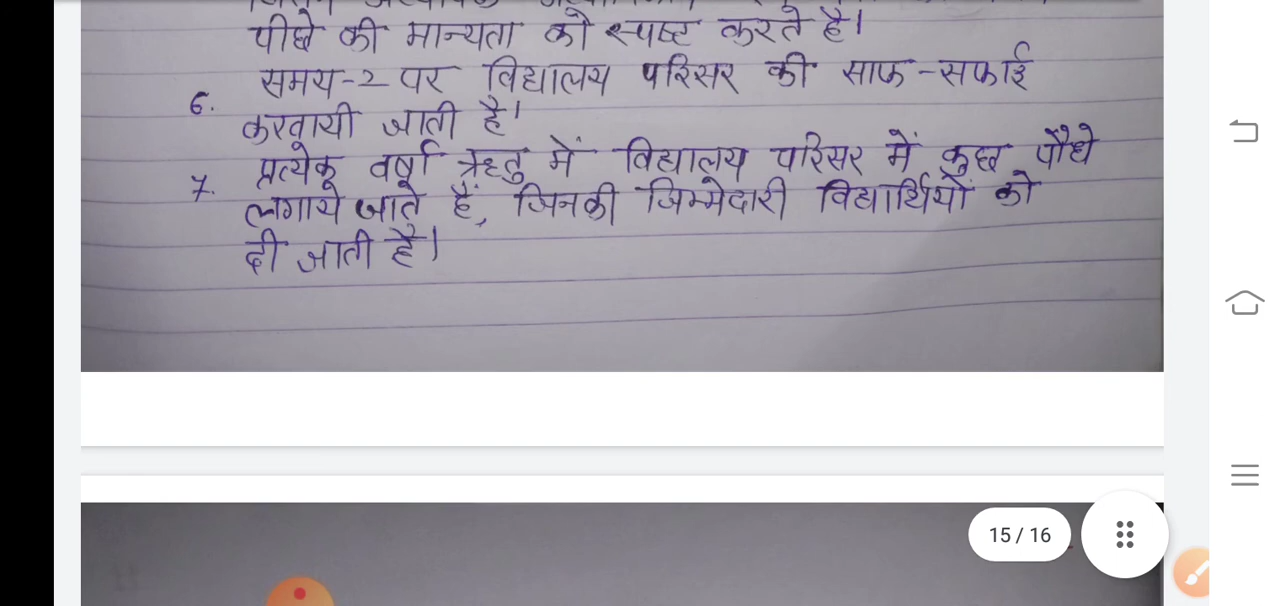 पीछे की मान्यता को स्पष्ट करते है।
6. समय-2 पर विद्यालय परिसर की साफ-सफाई
करवायी जाती है।
7. प्रत्येक वर्षा ऋतु में विद्यालय परिसर में कुछ पौधे
लगाये जाते हैं, जिनकी जिम्मेदारी विद्यार्थियों को
दी जाती है।
15 / 16